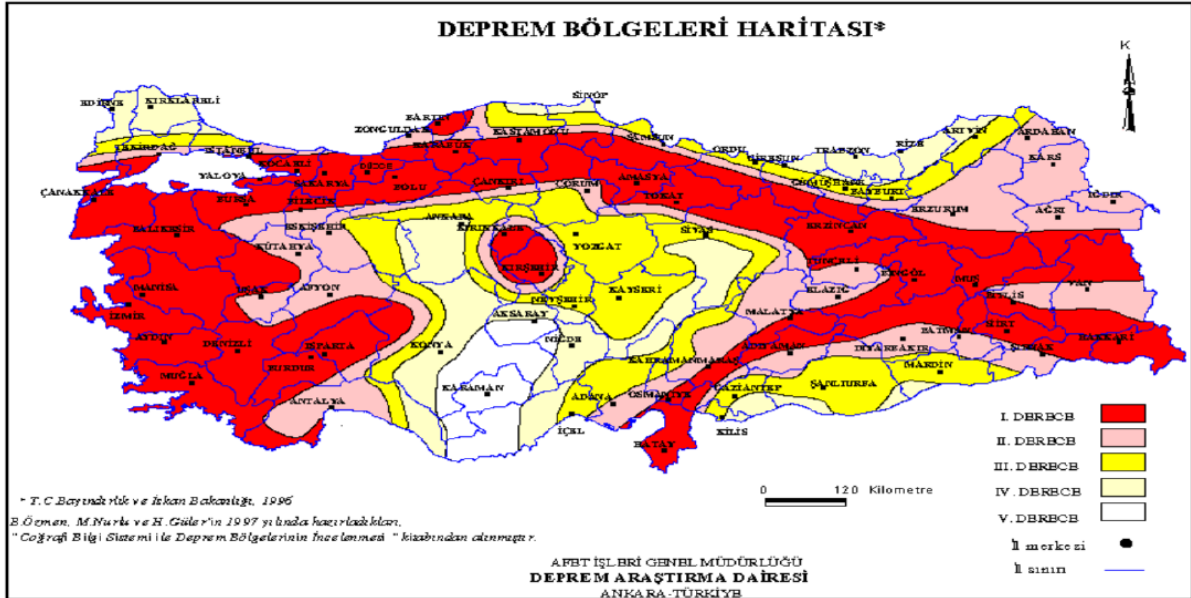 DEPREM BÖLGELERİ HARİTASI*
K
SİNOP
EDİRNE
KIRKLARELİ
BARTIN
ZONGULDAK
KASTAMONU
SAMSUN
ARTVİN
ARDAHAN
TEKİRDAĞ
İSTANBUL
KARABÜK
ORDU
GİRESUN
TRABZON
RİZE
KARS
KOCAELİ
YALOVA
SAKARYA
DÜZCE
BOLU
ÇANKIRI
ÇORUM
AMASYA
TOKAT
GÜMÜŞHANE
BAYBURT
IĞDIR
ÇANAKKALE
BURSA
BİLECİK
ERZURUM
AĞRI
BALIKESİR
ESKİŞEHİR
ANKARA
KIRIKKALE
YOZGAT
SİVAS
ERZİNCAN
KÜTAHYA
KIRŞEHİR
TUNCELİ
BİNGÖL
MUŞ
MANİSA
UŞAK
AFYON
NEVŞEHİR
KAYSERİ
ELAZIĞ
BİTLİS
VAN
İZMİR
AKSARAY
MALATYA
AYDIN
DENİZLİ
ISPARTA
KONYA
NİĞDE
KAHRAMANMARAŞ
ADIYAMAN
DIYARBAKIR
BATMAN
SİİRT
ŞIRNAK
HAKKARİ
MUĞLA
BURDUR
KARAMAN
ADANA
OSMANİYE
GAZİANTEP
ŞANLIURFA
MARDİN
ANTALYA
İÇEL
KİLİS
HATAY
I. DERECE
II. DERECE
III. DERECE
IV. DERECE
V. DERECE
İl merkezi
İl sınırı
0 120 Kilometre
* T.C.Bayındırlık ve İskan Bakanlığı, 1996
B.Özmen, M.Nurlu ve H.Güler'in 1997 yılında hazırladıkları,
"Coğrafi Bilgi Sistemi ile Deprem Bölgelerinin İncelenmesi" kitabından alınmıştır.
AFET İŞLERİ GENEL MÜDÜRLÜĞÜ
DEPREM ARAŞTIRMA DAİRESİ
ANKARA-TÜRKİYE